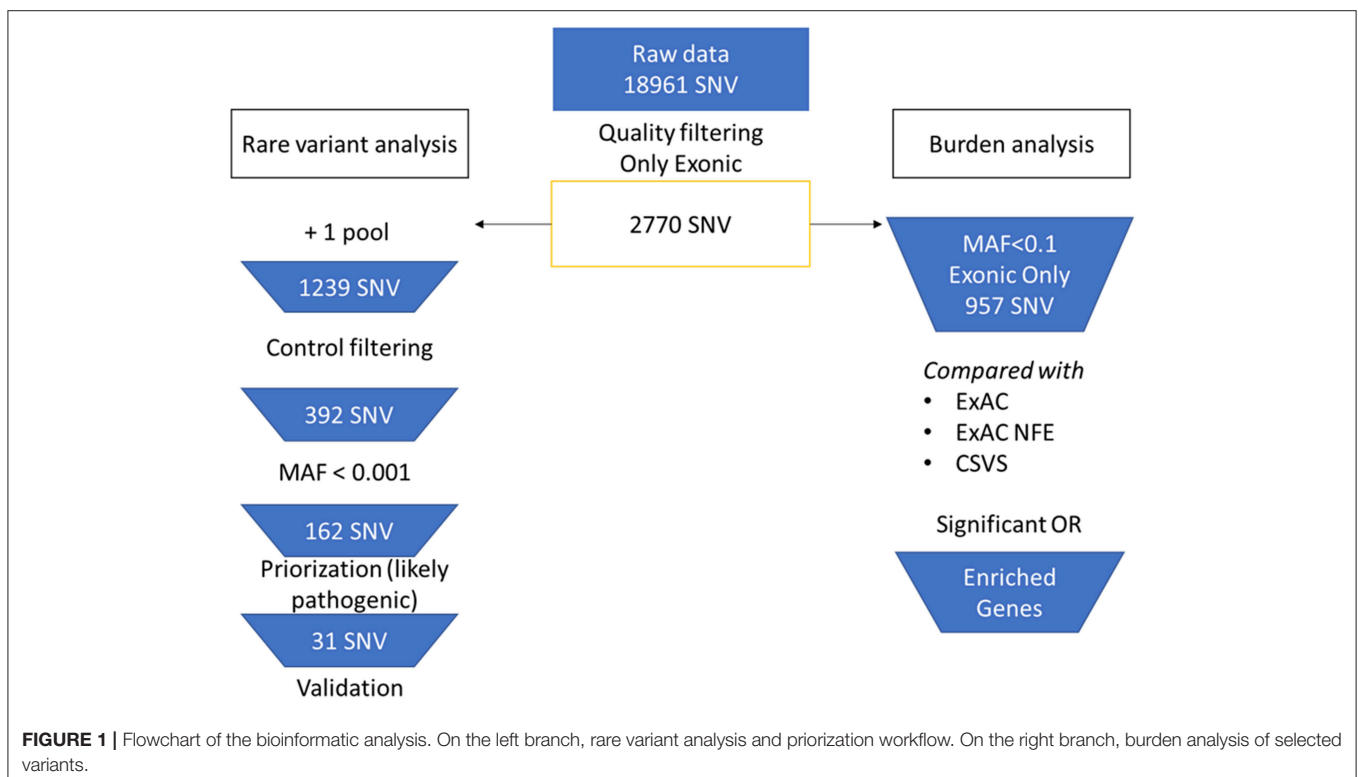 Raw data
18961 SNV
Quality filtering
Only Exonic
2770 SNV
Rare variant analysis
+ 1 pool
1239 SNV
Control filtering
392 SNV
MAF < 0.001
162 SNV
Priorization (likely
pathogenic)
31 SNV
Validation
Burden analysis
MAF<0.1
Exonic Only
957 SNV
Compared with
• ExAC
• ExAC NFE
• CSVS
Significant OR
Enriched
Genes
FIGURE 1 | Flowchart of the bioinformatic analysis. On the left branch, rare variant analysis and priorization workflow. On the right branch, burden analysis of selected
variants.